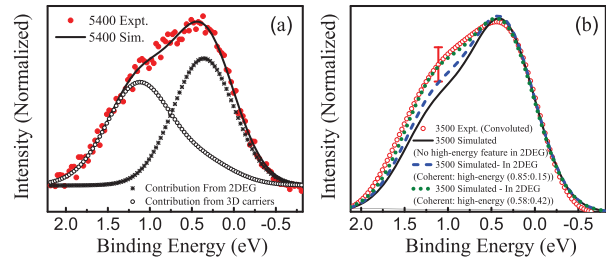 (a)
5400 Expt.
5400 Sim.
Contribution From 2DEG
Contribution from 3D carriers
Intensity (Normalized)
2.0 1.5 1.0 0.5 0.0 -0.5
Binding Energy (eV)
(b)
3500 Expt. (Convoluted)
3500 Simulated
(No high-energy feature in 2DEG)
3500 Simulated- In 2DEG
(Coherent: high-energy (0.85:0.15))
3500 Simulated - In 2DEG
(Coherent: high-energy (0.58:0.42))
Intensity (Normalized)
2.0 1.5 1.0 0.5 0.0 -0.5
Binding Energy (eV)